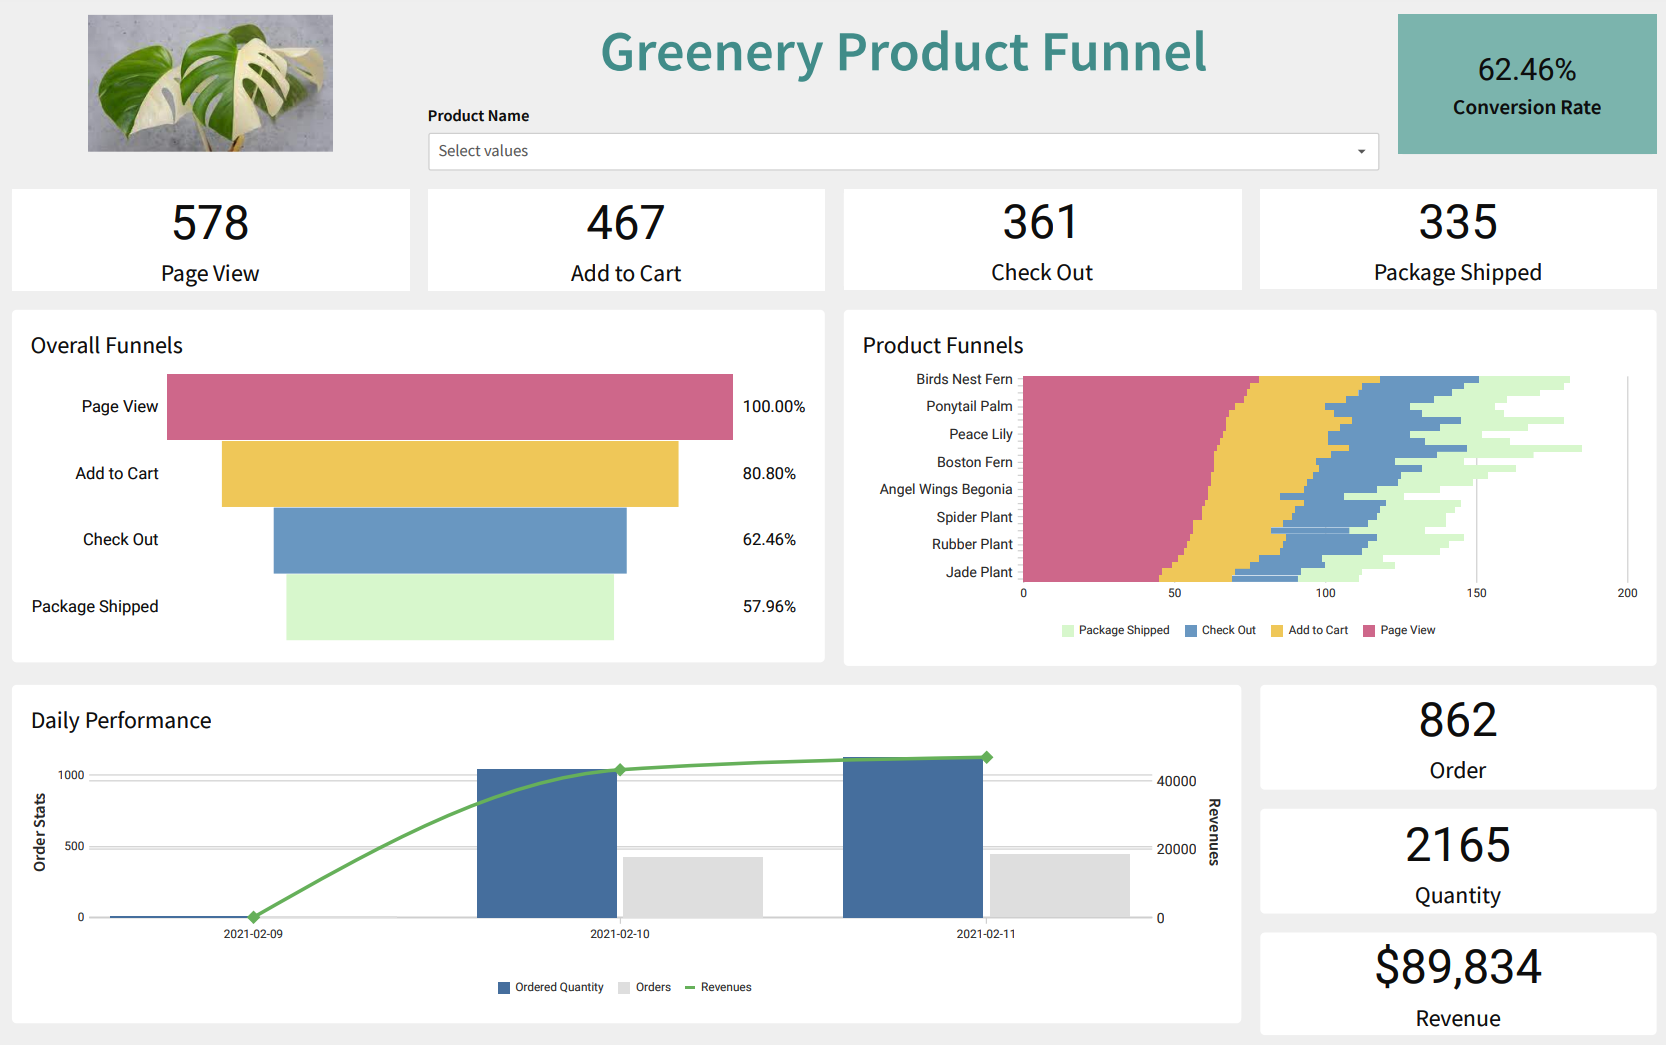 Greenery Product Funnel
62.46%
Conversion Rate
Product Name
Select values
578
Page View
467
Add to Cart
361
Check Out
335
Package Shipped
Overall Funnels
Page View
100.00%
Add to Cart
80.80%
Check Out
62.46%
Package Shipped
57.96%
Product Funnels
Birds Nest Fern
Ponytail Palm
Peace Lily
Boston Fern
Angel Wings Begonia
Spider Plant
Rubber Plant
Jade Plant
0 50 100 150 200
Package Shipped Check Out Add to Cart Page View
Daily Performance
Order Stats
1000
500
0
40000
20000
0
Revenues
2021-02-09 2021-02-10 2021-02-11
Ordered Quantity Orders Revenues
862
Order
2165
Quantity
$89,834
Revenue